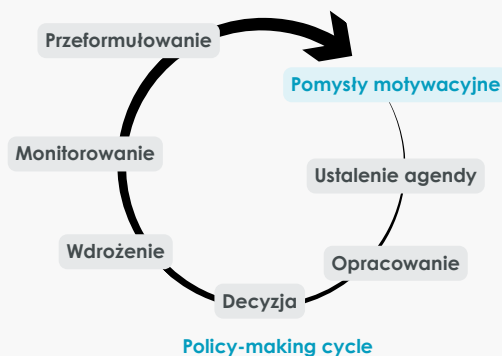 Przeformułowanie
Pomysły motywacyjne
Monitorowanie
Ustalenie agendy
Wdrożenie
Opracowanie
Decyzja
Policy-making cycle